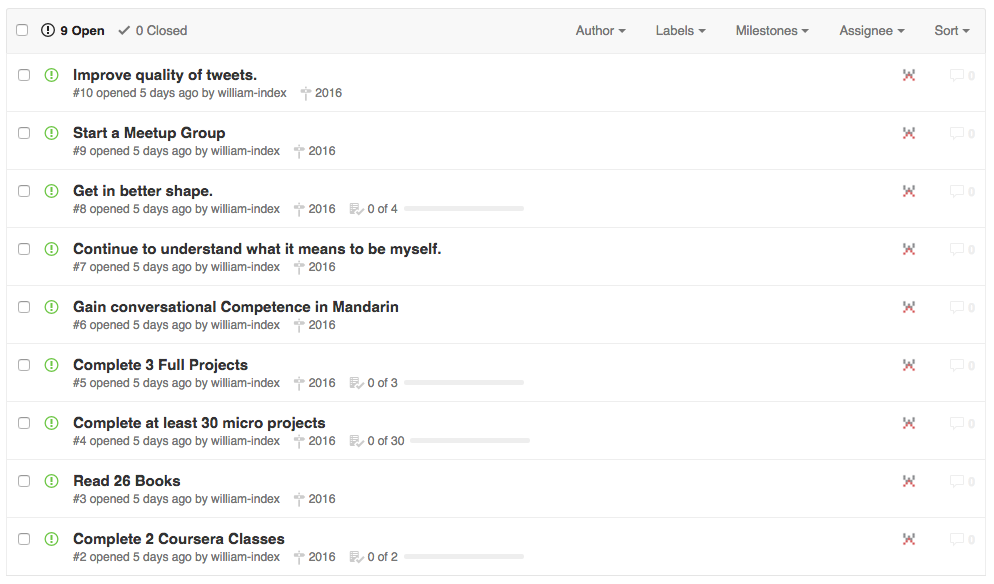 9 Open 0 Closed Author Labels Milestones Assignee Sort
Improve quality of tweets. 0
#10 opened 5 days ago by william-index 2016
Start a Meetup Group 0
#9 opened 5 days ago by william-index 2016
Get in better shape. 0
#8 opened 5 days ago by william-index 2016 0 of 4
Continue to understand what it means to be myself. 0
#7 opened 5 days ago by william-index 2016
Gain conversational Competence in Mandarin 0
#6 opened 5 days ago by william-index 2016
Complete 3 Full Projects 0
#5 opened 5 days ago by william-index 2016 0 of 3
Complete at least 30 micro projects 0
#4 opened 5 days ago by william-index 2016 0 of 30
Read 26 Books 0
#3 opened 5 days ago by william-index 2016
Complete 2 Coursera Classes 0
#2 opened 5 days ago by william-index 2016 0 of 2